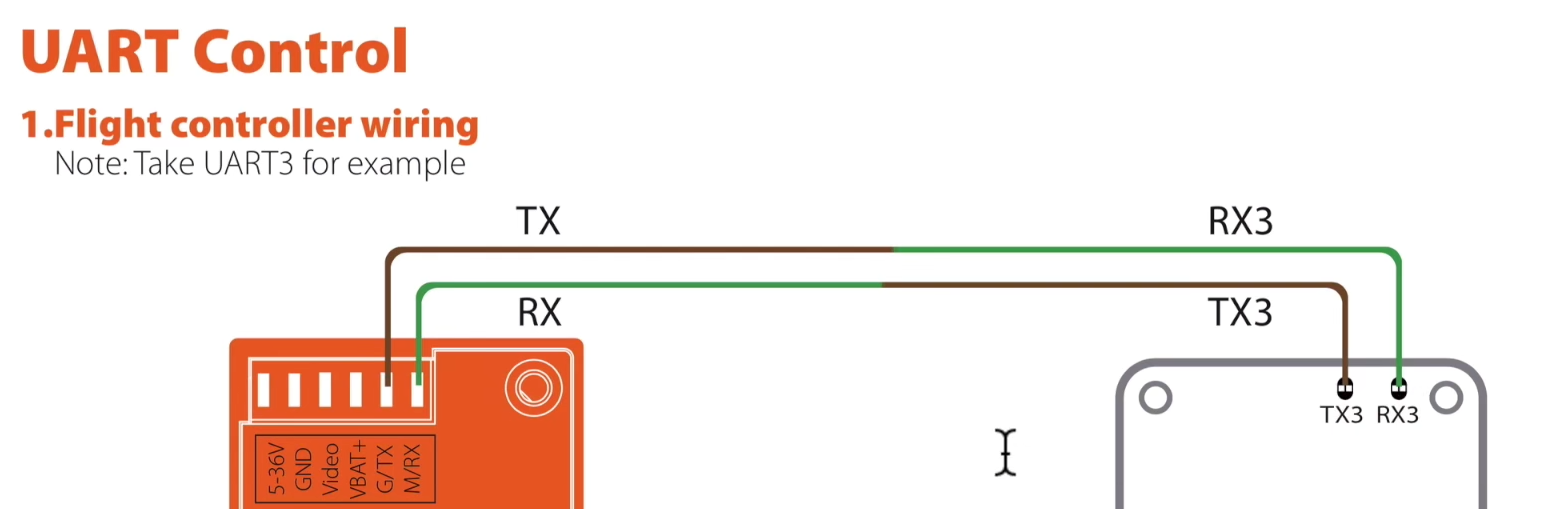 UART Control
1.Flight controller wiring
Note: Take UART3 for example
TX
RX3
RX
TX3
TX3 RX3
5-36V
GND
Video
VBAT+
G/TX
M/RX